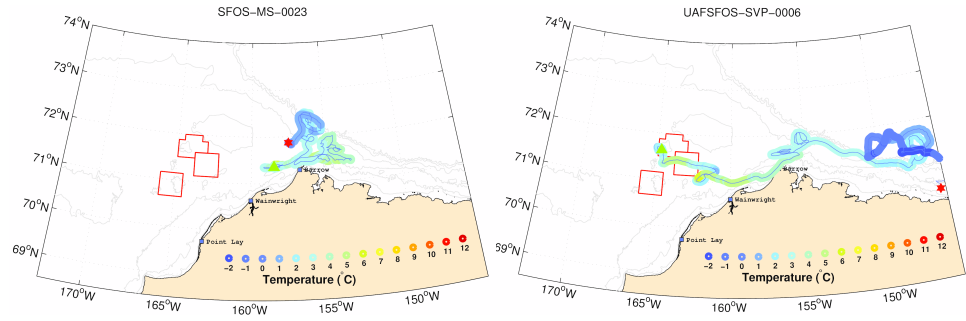 SFOS-MS-0023
74°N
73°N
72°N
71°N
70°N
69°N
Barrow
Wainwright
Point Lay
-2 -1 0 1 2 3 4 5 6 7 8 9 10 11 12
Temperature (°C)
170°W
165°W
160°W
155°W
150°W
UAFSFOS-SVP-0006
74°N
73°N
72°N
71°N
70°N
69°N
Barrow
Wainwright
Point Lay
-2 -1 0 1 2 3 4 5 6 7 8 9 10 11 12
Temperature (°C)
170°W
165°W
160°W
155°W
150°W